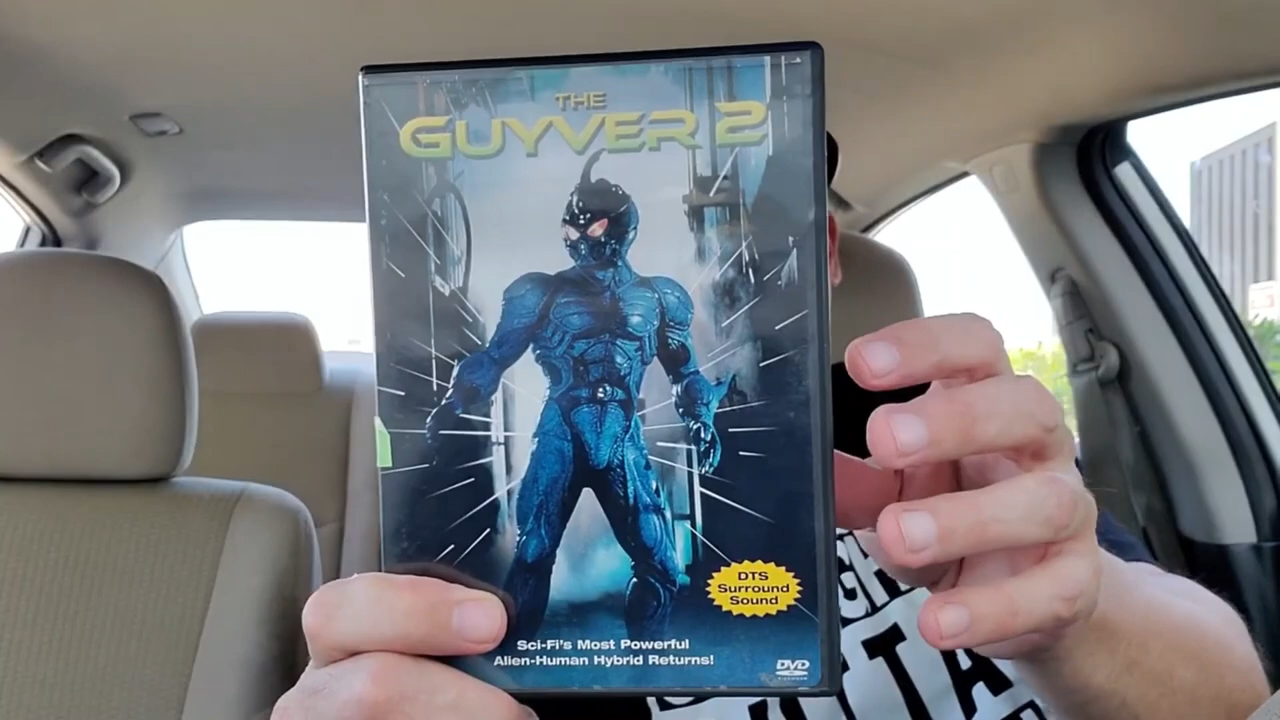 THE
GUYVER 2
DTS
Surround
Sound
Sci-Fi's Most Powerful
Alien-Human Hybrid Returns!
DVD